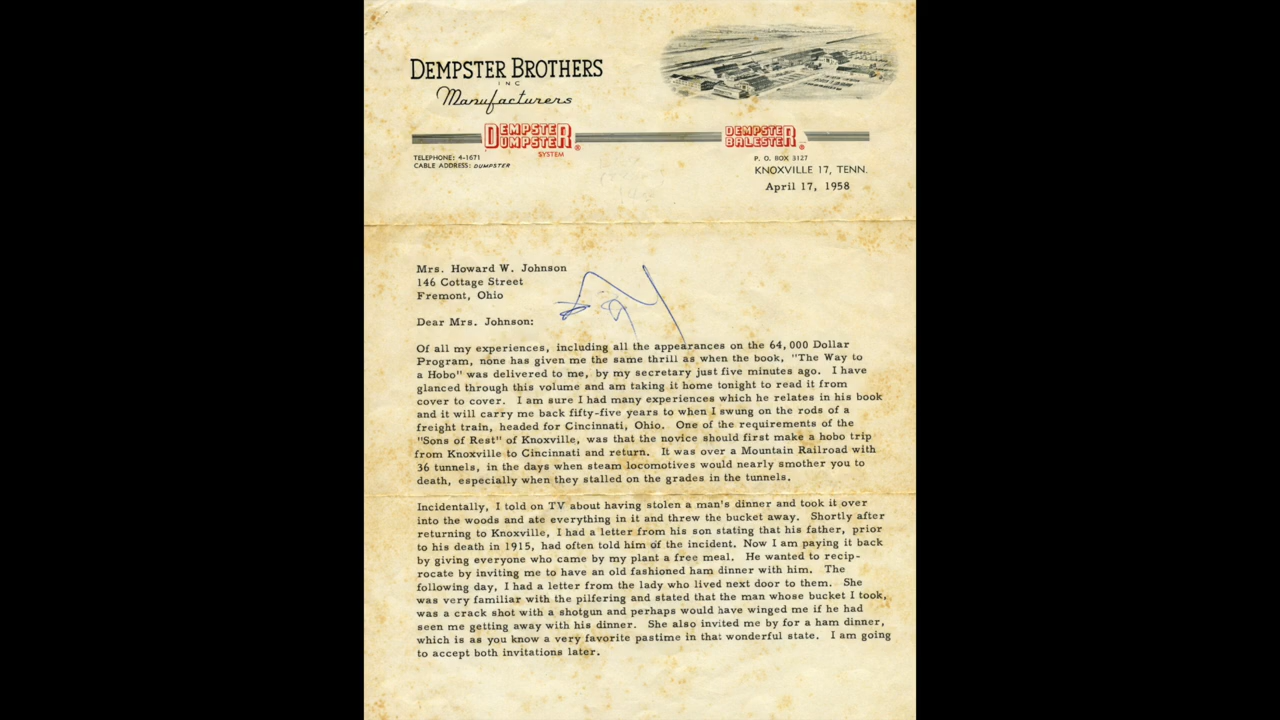 DEMPSTER BROTHERS
INC
Manufacturers
DEMPSTER DUMPSTER ®
SYSTEM
DEMPSTER BALESTER ®
TELEPHONE: 4-1671
CABLE ADDRESS: DUMPSTER
P. O. BOX 3127
KNOXVILLE 17, TENN.
April 17, 1958
Mrs. Howard W. Johnson
146 Cottage Street
Fremont, Ohio
Dear Mrs. Johnson:
Of all my experiences, including all the appearances on the 64,000 Dollar
Program, none has given me the same thrill as when the book, "The Way to
a Hobo" was delivered to me, by my secretary just five minutes ago. I have
glanced through this volume and am taking it home tonight to read it from
cover to cover. I am sure I had many experiences which he relates in his book
and it will carry me back fifty-five years to when I swung on the rods of a
freight train, headed for Cincinnati, Ohio. One of the requirements of the
"Sons of Rest" of Knoxville, was that the novice should first make a hobo trip
from Knoxville to Cincinnati and return. It was over a Mountain Railroad with
36 tunnels, in the days when steam locomotives would nearly smother you to
death, especially when they stalled on the grades in the tunnels.
Incidentally, I told on TV about having stolen a man's dinner and took it over
into the woods and ate everything in it and threw the bucket away. Shortly after
returning to Knoxville, I had a letter from his son stating that his father, prior
to his death in 1915, had often told him of the incident. Now I am paying it back
by giving everyone who came by my plant a free meal. He wanted to recip-
rocate by inviting me to have an old fashioned ham dinner with him. The
following day, I had a letter from the lady who lived next door to them. She
was very familiar with the pilfering and stated that the man whose bucket I took,
was a crack shot with a shotgun and perhaps would have winged me if he had
seen me getting away with his dinner. She also invited me by for a ham dinner,
which is as you know a very favorite pastime in that wonderful state. I am going
to accept both invitations later.